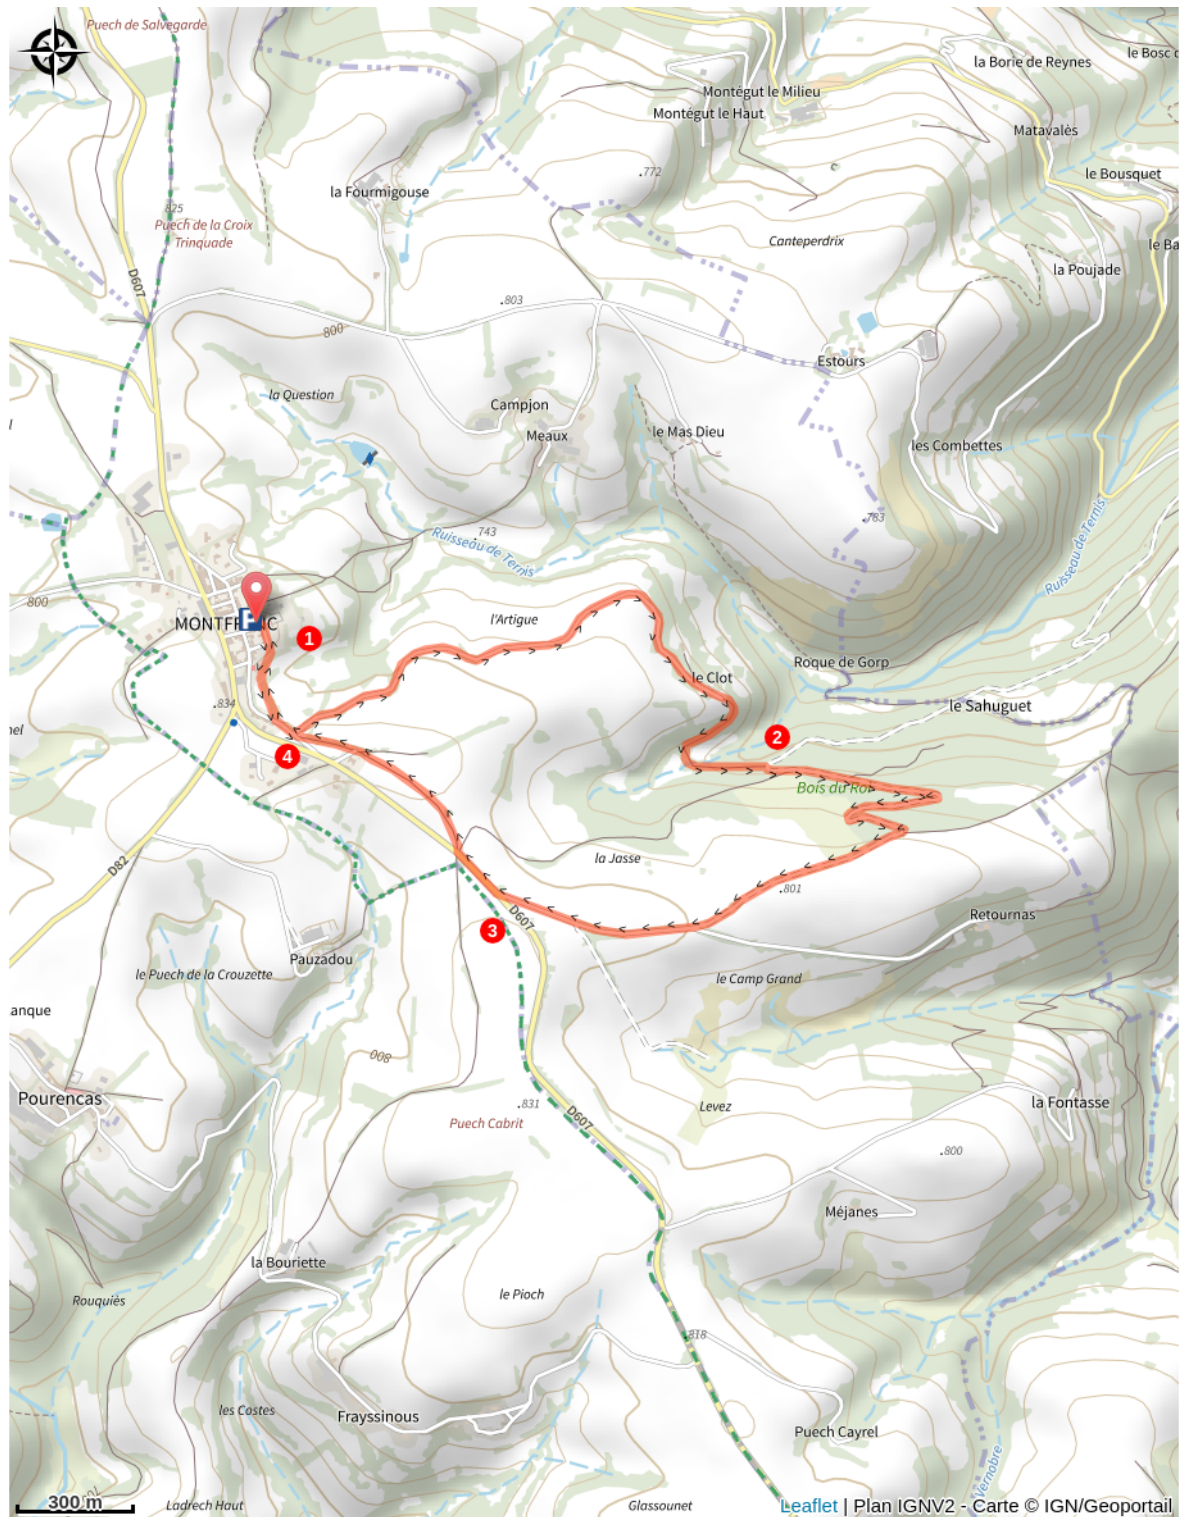 Puech de Salvegarde
la Borie de Reynes
le Bosc
Montégut le Milieu
Montégut le Haut
Matavalès
.772
le Bousquet
la Fourmigouse
825
Puech de la Croix
Trinquade
Canteperdrix
le Ba
la Poujade
D607
.803
800
Estours
la Question
Campjon
Meaux
le Mas Dieu
les Combettes
.783
.743
Ruisseau de Ternis
Ruisseau de Ternis
800
P
MONTFRANC
1
l'Artigue
Roque de Gorp
le Clot
le Sahuguet
.834
nel
2
4
Bois du Roi
la Jasse
D82
.801
Retournas
D607
3
Pauzadou
le Puech de la Crouzette
le Camp Grand
anque
800
Pourencas
.831
Puech Cabrit
D607
Levez
la Fontasse
.800
Méjanes
la Bouriette
le Pioch
Rouquiès
818
les Costes
Frayssinous
Puech Cayrel
Vernobre
300 m
Ladrech Haut
Glassounet
Leaflet | Plan IGNV2 - Carte © IGN/Geoportail